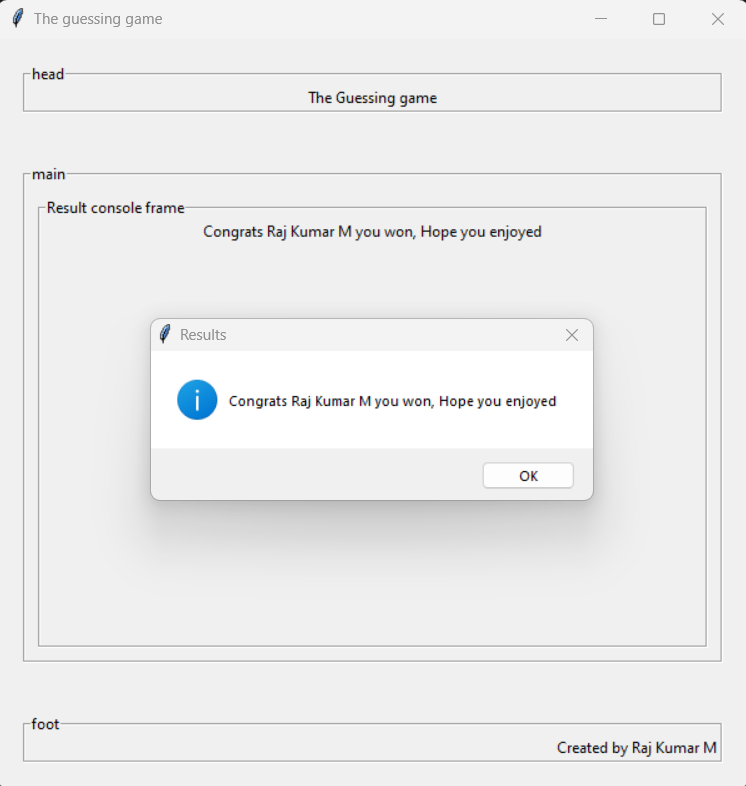 The guessing game
head
The Guessing game
main
Result console frame
Congrats Raj Kumar M you won, Hope you enjoyed
Results
Congrats Raj Kumar M you won, Hope you enjoyed
OK
foot
Created by Raj Kumar M